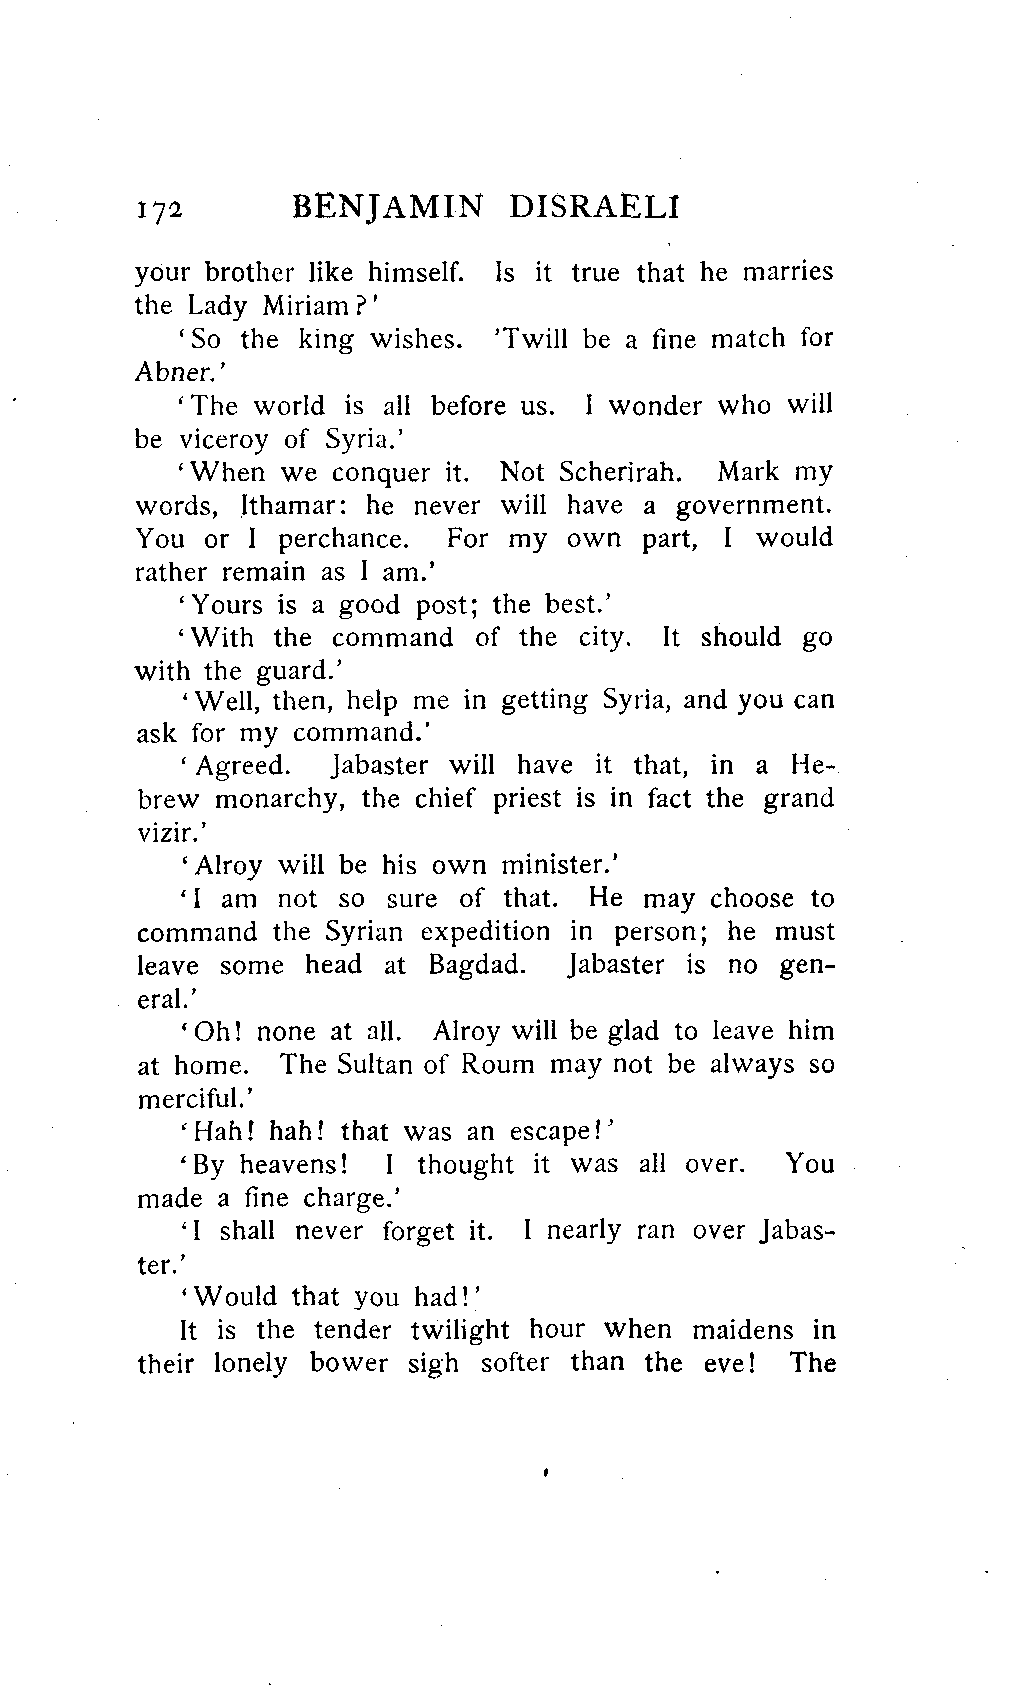 172 BENJAMIN DISRAELI
your brother like himself. Is it true that he marries
the Lady Miriam?'
'So the king wishes. 'Twill be a fine match for
Abner.'
'The world is all before us. I wonder who will
be viceroy of Syria.'
'When we conquer it. Not Scherirah. Mark my
words, Ithamar: he never will have a government.
You or I perchance. For my own part, I would
rather remain as I am.'
'Yours is a good post; the best.'
'With the command of the city. It should go
with the guard.'
'Well, then, help me in getting Syria, and you can
ask for my command.'
'Agreed. Jabaster will have it that, in a He-
brew monarchy, the chief priest is in fact the grand
vizir.'
'Alroy will be his own minister.'
'I am not so sure of that. He may choose to
command the Syrian expedition in person; he must
leave some head at Bagdad. Jabaster is no gen-
eral.'
'Oh! none at all. Alroy will be glad to leave him
at home. The Sultan of Roum may not be always so
merciful.'
'Hah! hah! that was an escape!'
'By heavens! I thought it was all over. You
made a fine charge.'
'I shall never forget it. I nearly ran over Jabas-
ter.'
'Would that you had!'
It is the tender twilight hour when maidens in
their lonely bower sigh softer than the eve! The